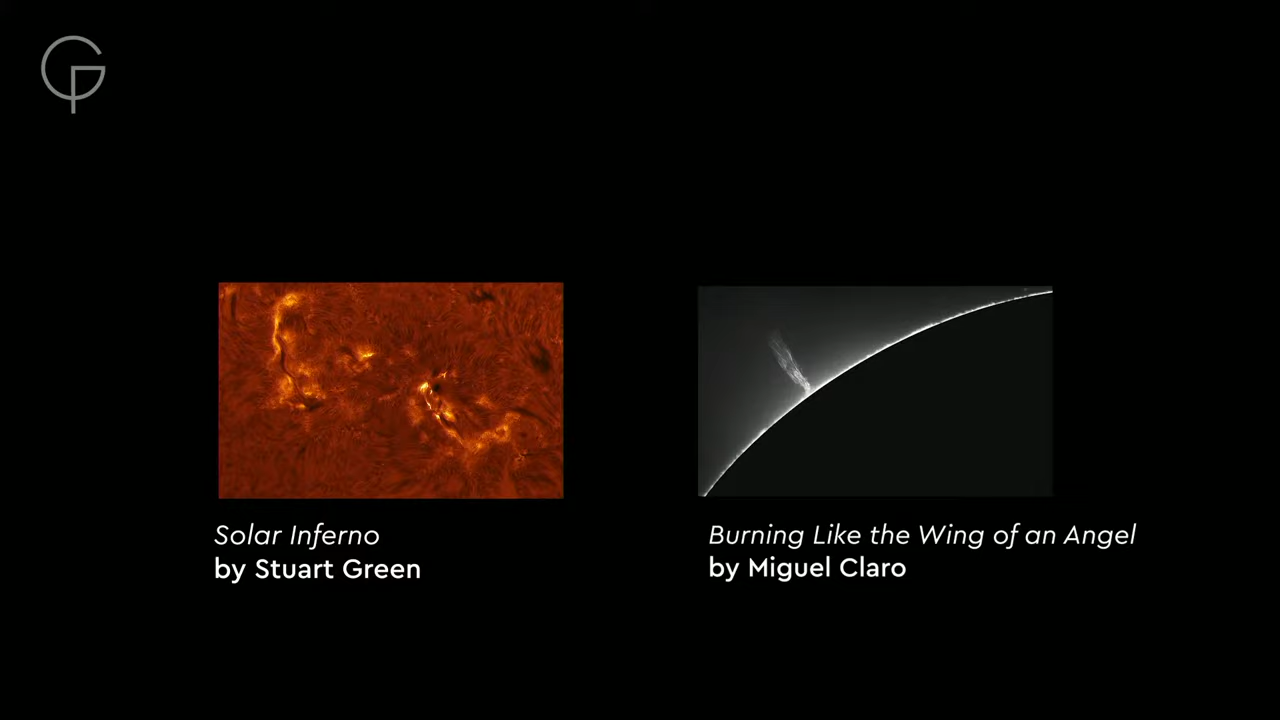 Solar Inferno
by Stuart Green
Burning Like the Wing of an Angel
by Miguel Claro